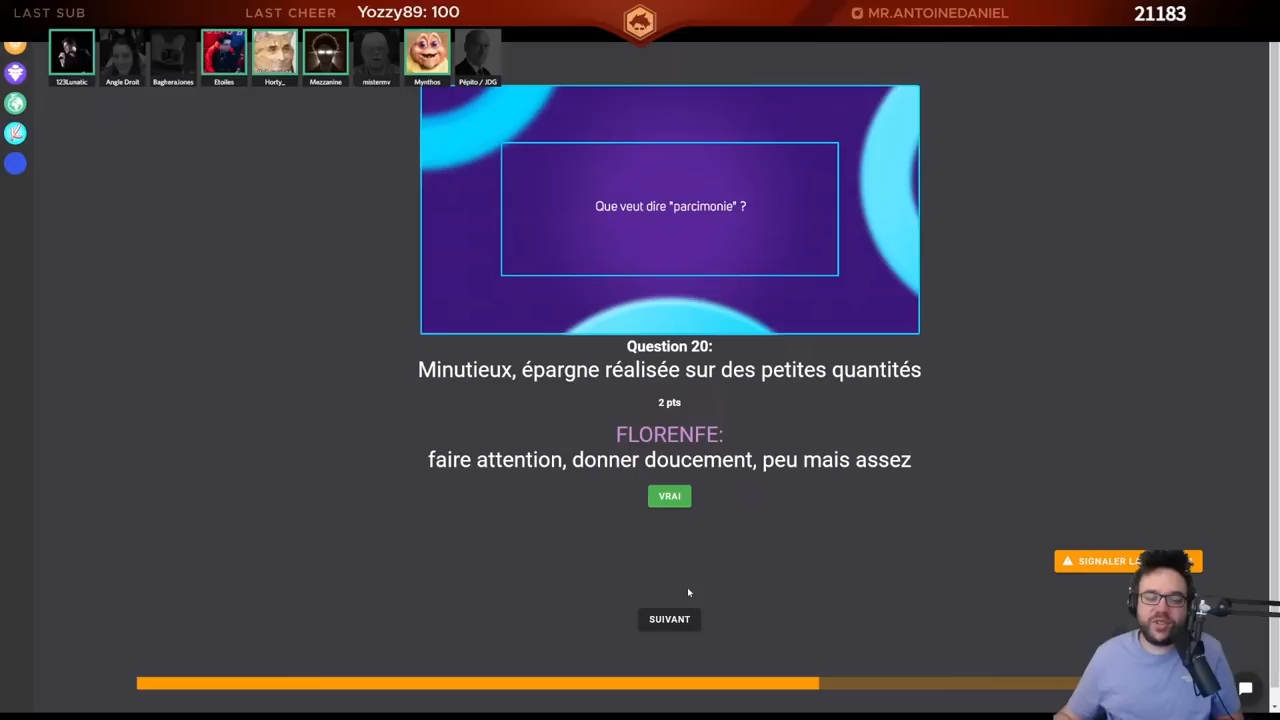 LAST SUB
LAST CHEER
Yozzy89: 100
MR.ANTOINEDANIEL
21183
123Lunatic
Angle Droit
BagheraJones
Etoiles
Horty_
Mezzanine
mistermv
Mynthos
Pépito / JDG
Que veut dire "parcimonie" ?
Question 20:
Minutieux, épargne réalisée sur des petites quantités
2 pts
FLORENFE:
faire attention, donner doucement, peu mais assez
VRAI
SIGNALER
SUIVANT